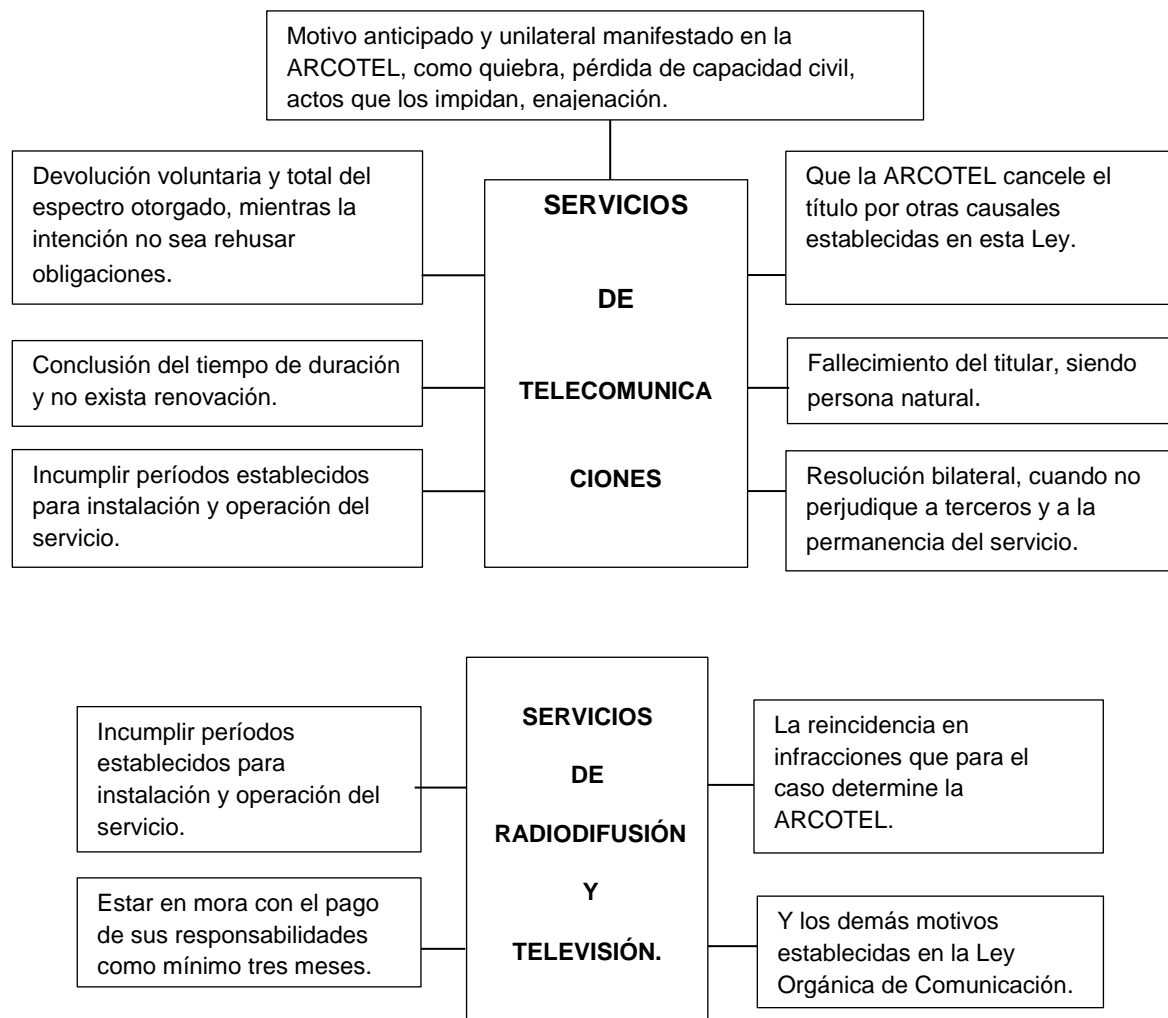 Motivo anticipado y unilateral manifestado en la
ARCOTEL, como quiebra, pérdida de capacidad civil,
actos que los impidan, enajenación.
Devolución voluntaria y total del
espectro otorgado, mientras la
intención no sea rehusar
obligaciones.
Conclusión del tiempo de duración
y no exista renovación.
Incumplir períodos establecidos
para instalación y operación del
servicio.
SERVICIOS
DE
TELECOMUNICA
CIONES
Que la ARCOTEL cancele el
título por otras causales
establecidas en esta Ley.
Fallecimiento del titular, siendo
persona natural.
Resolución bilateral, cuando no
perjudique a terceros y a la
permanencia del servicio.
Incumplir períodos
establecidos para
instalación y operación del
servicio.
Estar en mora con el pago
de sus responsabilidades
como mínimo tres meses.
SERVICIOS
DE
RADIODIFUSIÓN
Y
TELEVISIÓN.
La reincidencia en
infracciones que para el
caso determine la
ARCOTEL.
Y los demás motivos
establecidas en la Ley
Orgánica de Comunicación.